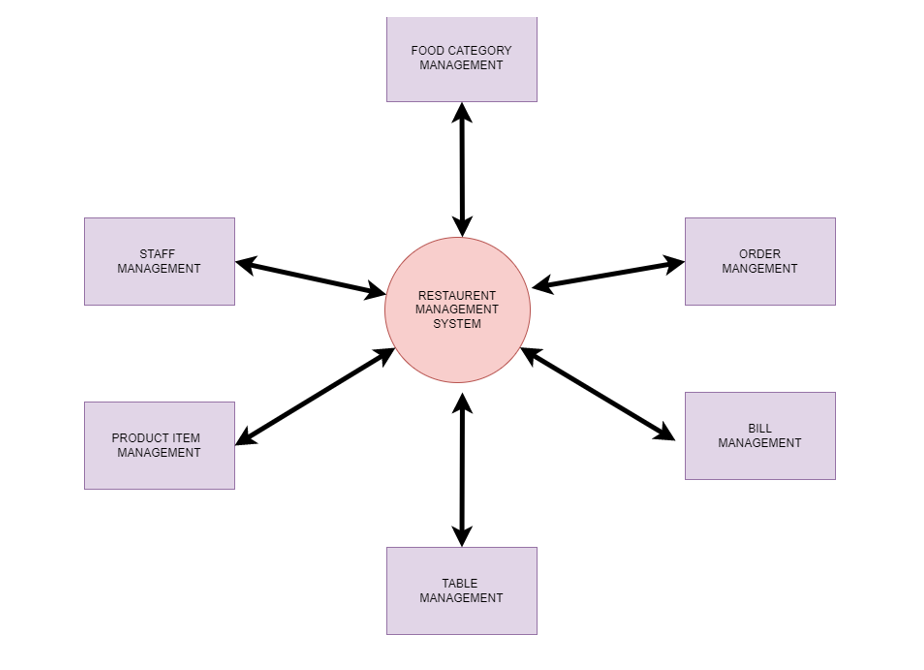 FOOD CATEGORY
MANAGEMENT
STAFF
MANAGEMENT
ORDER
MANGEMENT
RESTAURENT
MANAGEMENT
SYSTEM
PRODUCT ITEM
MANAGEMENT
BILL
MANAGEMENT
TABLE
MANAGEMENT